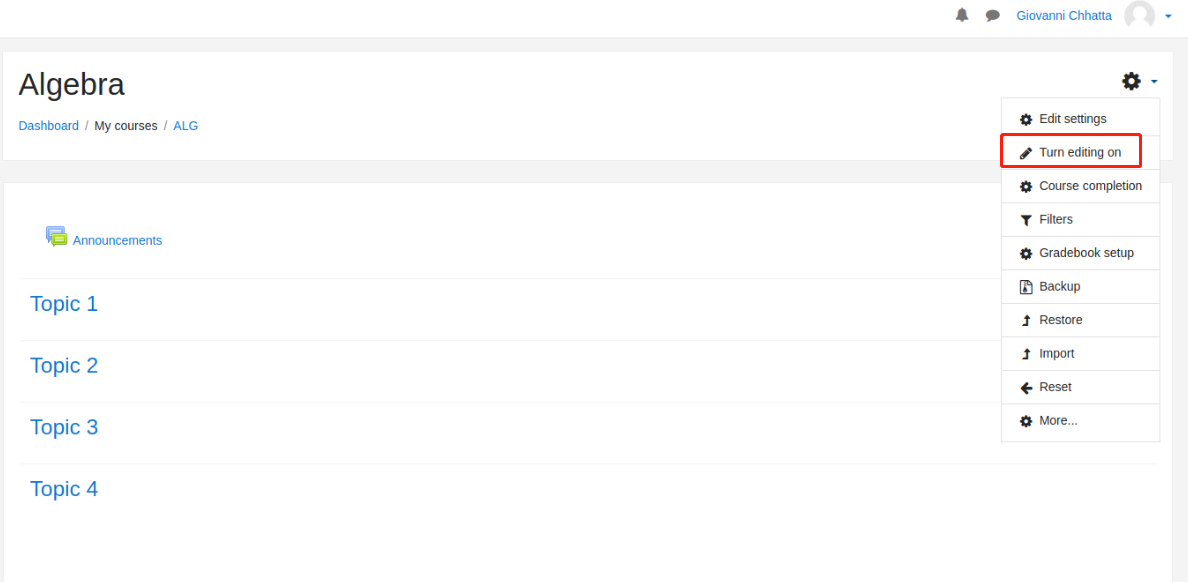 Giovanni Chhatta
Algebra
Dashboard / My courses / ALG
Edit settings
Turn editing on
Course completion
Filters
Gradebook setup
Backup
Restore
Import
Reset
More...
Announcements
Topic 1
Topic 2
Topic 3
Topic 4